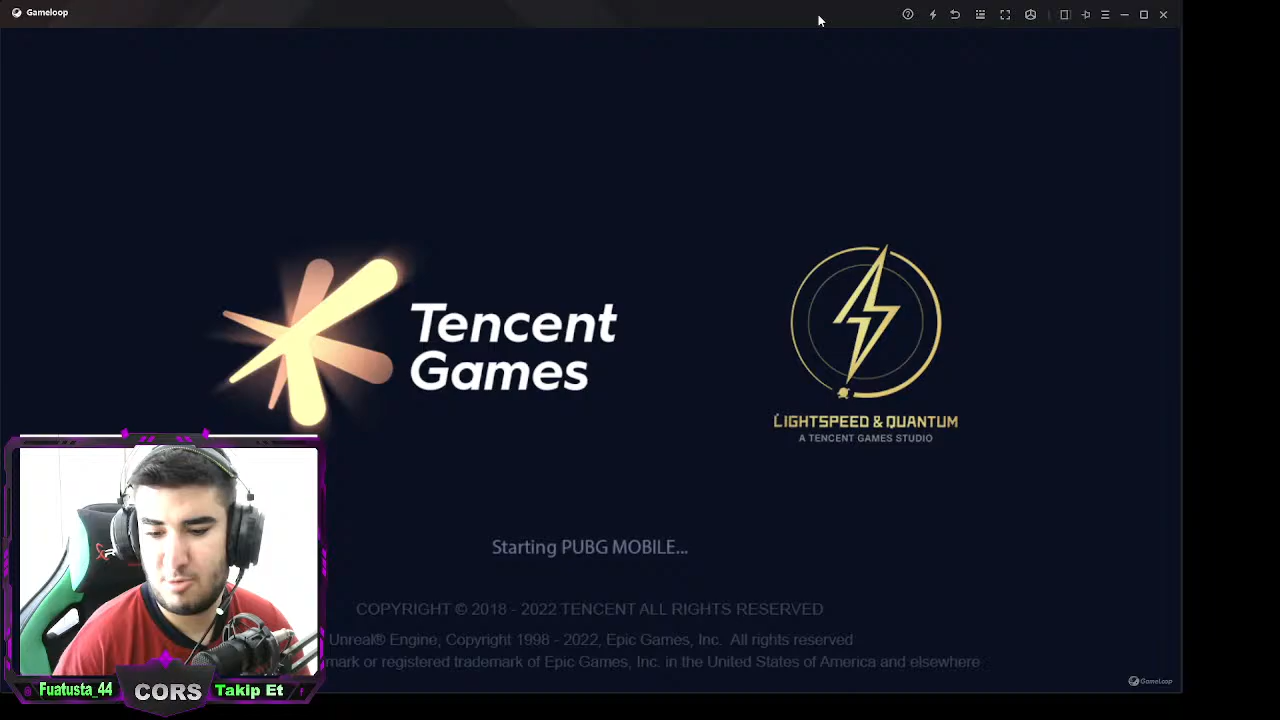 Gameloop
Tencent
Games
LIGHTSPEED & QUANTUM
A TENCENT GAMES STUDIO
Starting PUBG MOBILE...
COPYRIGHT © 2018 - 2022 TENCENT ALL RIGHTS RESERVED
Unreal® Engine, Copyright 1998 - 2022, Epic Games, Inc. All rights reserved
or registered trademark of Epic Games, Inc. in the United States of America and elsewhere
GameLoop
Fuatusta_44
CORS
Takip Et